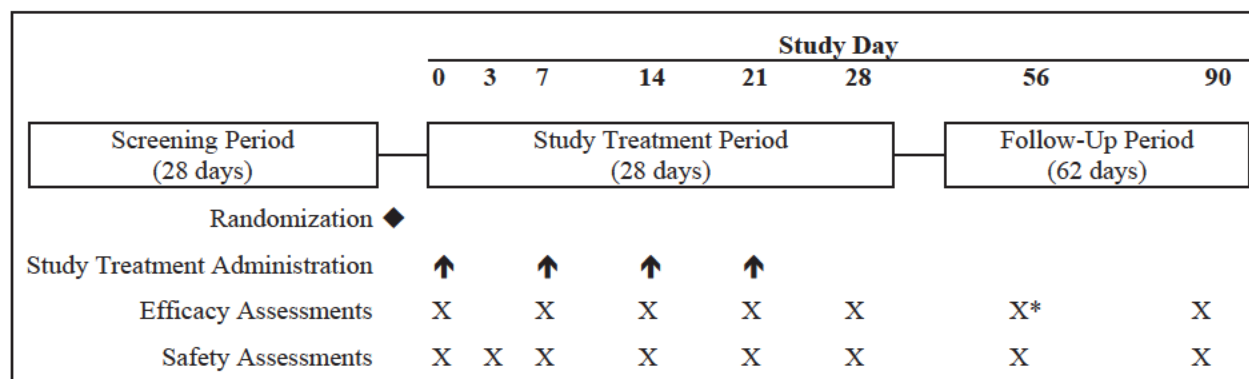 Study Day
0 3 7 14 21 28 56 90
Screening Period Study Treatment Period Follow-Up Period
(28 days) (28 days) (62 days)
Randomization ◆
Study Treatment Administration ↑ ↑ ↑ ↑
Efficacy Assessments X X X X X X* X
Safety Assessments X X X X X X X X